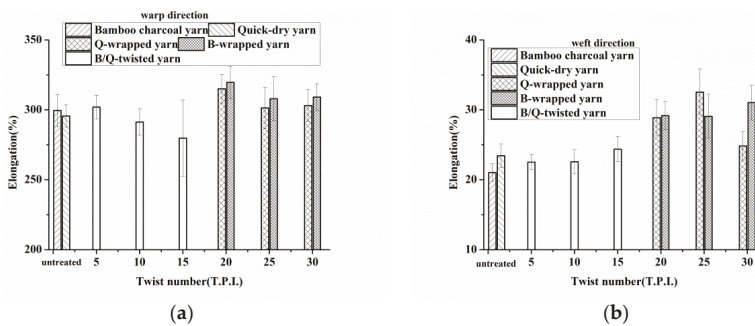 warp direction
Bamboo charcoal yarn
Quick-dry yarn
Q-wrapped yarn
B-wrapped yarn
B/Q-twisted yarn
350
300
250
200
Elongation(%)
untreated 5 10 15 20 25 30
Twist number(T.P.I.)
(a)
weft direction
Bamboo charcoal yarn
Quick-dry yarn
Q-wrapped yarn
B-wrapped yarn
B/Q-twisted yarn
40
30
20
10
Elongation(%)
untreated 5 10 15 20 25 30
Twist number(T.P.I.)
(b)